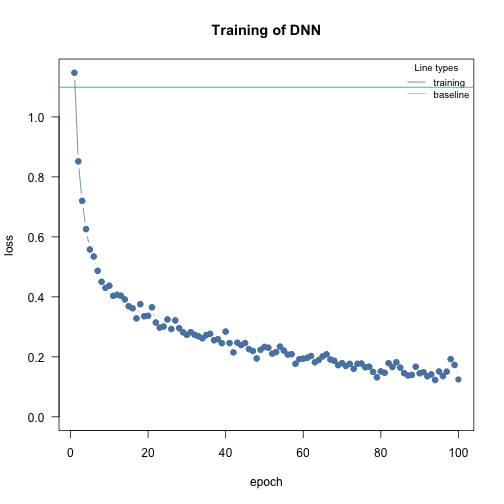 Training of DNN
Line types
training
baseline
loss
1.0
0.8
0.6
0.4
0.2
0.0
0 20 40 60 80 100
epoch